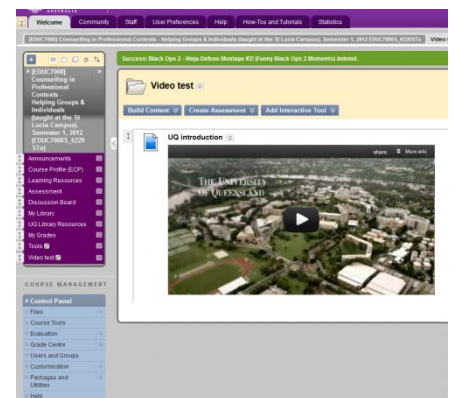 AUSTRALIA
Welcome
Community
Staff
User Preferences
Help
How-Tos and Tutorials
Statistics
[EDUC7008] Counselling in Professional Contexts - Helping Groups & Individuals (taught at the St Lucia Campus). Semester 1, 2012
Video
Success: Black Ops 2 - Ninja Defuse Montage #2! (Funny Black Ops 2 Moments) deleted.
[EDUC7008]
Counselling in
Professional
Contexts -
Helping Groups &
Individuals
(taught at the St
Lucia Campus).
Semester 1, 2012
Announcements
Course Profile (ECP)
Learning Resources
Assessment
Discussion Board
My Library
UQ Library Resources
My Grades
Tools
Video test
COURSE MANAGEMENT
Control Panel
Files
Course Tools
Evaluation
Grade Centre
Users and Groups
Customisation
Packages and
Utilities
Help
Video test
Build Content
Create Assessment
Add Interactive Tool
UQ introduction
share
More info
THE UNIVERSITY
OF QUEENSLAND